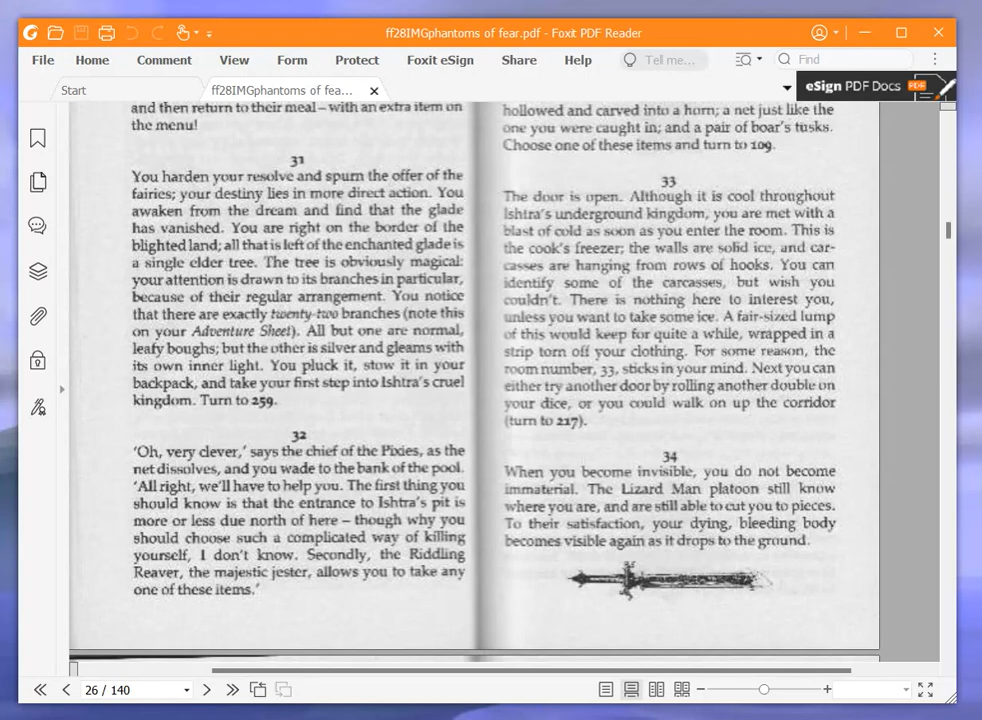 ff28IMGphantoms of fear.pdf - Foxit PDF Reader
File Home Comment View Form Protect Foxit eSign Share Help Tell me... Find
Start ff28IMGphantoms of fea... eSign PDF Docs PDF
and then return to their meal – with an extra item on
the menu!
31
You harden your resolve and spurn the offer of the
fairies; your destiny lies in more direct action. You
awaken from the dream and find that the glade
has vanished. You are right on the border of the
blighted land; all that is left of the enchanted glade is
a single elder tree. The tree is obviously magical:
your attention is drawn to its branches in particular,
because of their regular arrangement. You notice
that there are exactly twenty-two branches (note this
on your Adventure Sheet). All but one are normal,
leafy boughs; but the other is silver and gleams with
its own inner light. You pluck it, stow it in your
backpack, and take your first step into Ishtra's cruel
kingdom. Turn to 259.
32
'Oh, very clever,' says the chief of the Pixies, as the
net dissolves, and you wade to the bank of the pool.
'All right, we'll have to help you. The first thing you
should know is that the entrance to Ishtra's pit is
more or less due north of here – though why you
should choose such a complicated way of killing
yourself, I don't know. Secondly, the Riddling
Reaver, the majestic jester, allows you to take any
one of these items.'
hollowed and carved into a horn; a net just like the
one you were caught in; and a pair of boar's tusks.
Choose one of these items and turn to 109.
33
The door is open. Although it is cool throughout
Ishtra's underground kingdom, you are met with a
blast of cold as soon as you enter the room. This is
the cook's freezer; the walls are solid ice, and car-
casses are hanging from rows of hooks. You can
identify some of the carcasses, but wish you
couldn't. There is nothing here to interest you,
unless you want to take some ice. A fair-sized lump
of this would keep for quite a while, wrapped in a
strip torn off your clothing. For some reason, the
room number, 33, sticks in your mind. Next you can
either try another door by rolling another double on
your dice, or you could walk on up the corridor
(turn to 217).
34
When you become invisible, you do not become
immaterial. The Lizard Man platoon still know
where you are, and are still able to cut you to pieces.
To their satisfaction, your dying, bleeding body
becomes visible again as it drops to the ground.
26 / 140